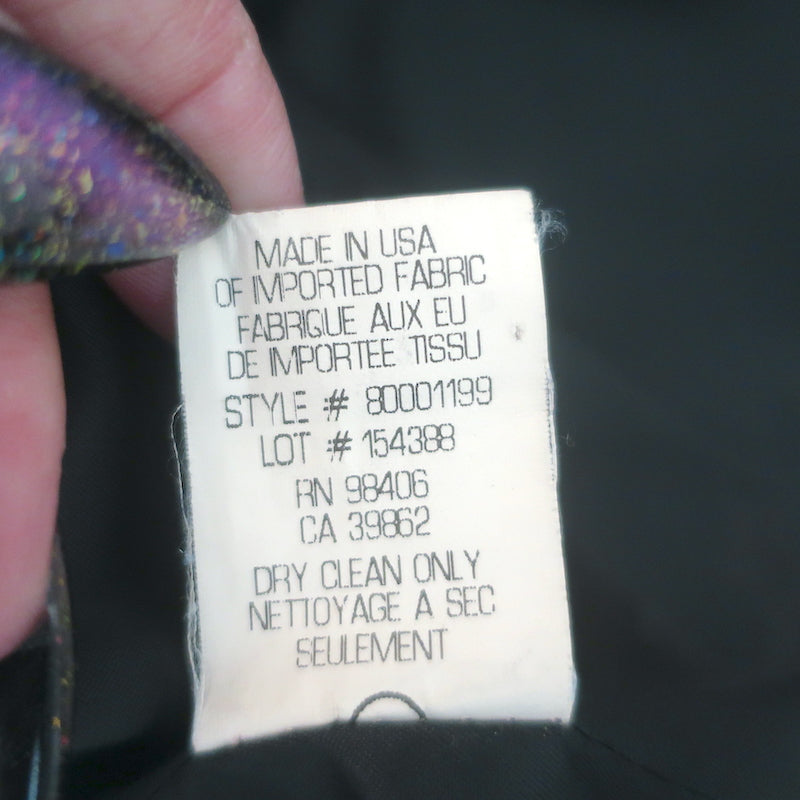 MADE IN USA
OF IMPORTED FABRIC
FABRIQUE AUX EU
DE IMPORTEE TISSU
STYLE # 80001199
LOT # 154388
RN 98406
CA 39862
DRY CLEAN ONLY
NETTOYAGE A SEC
SEULEMENT